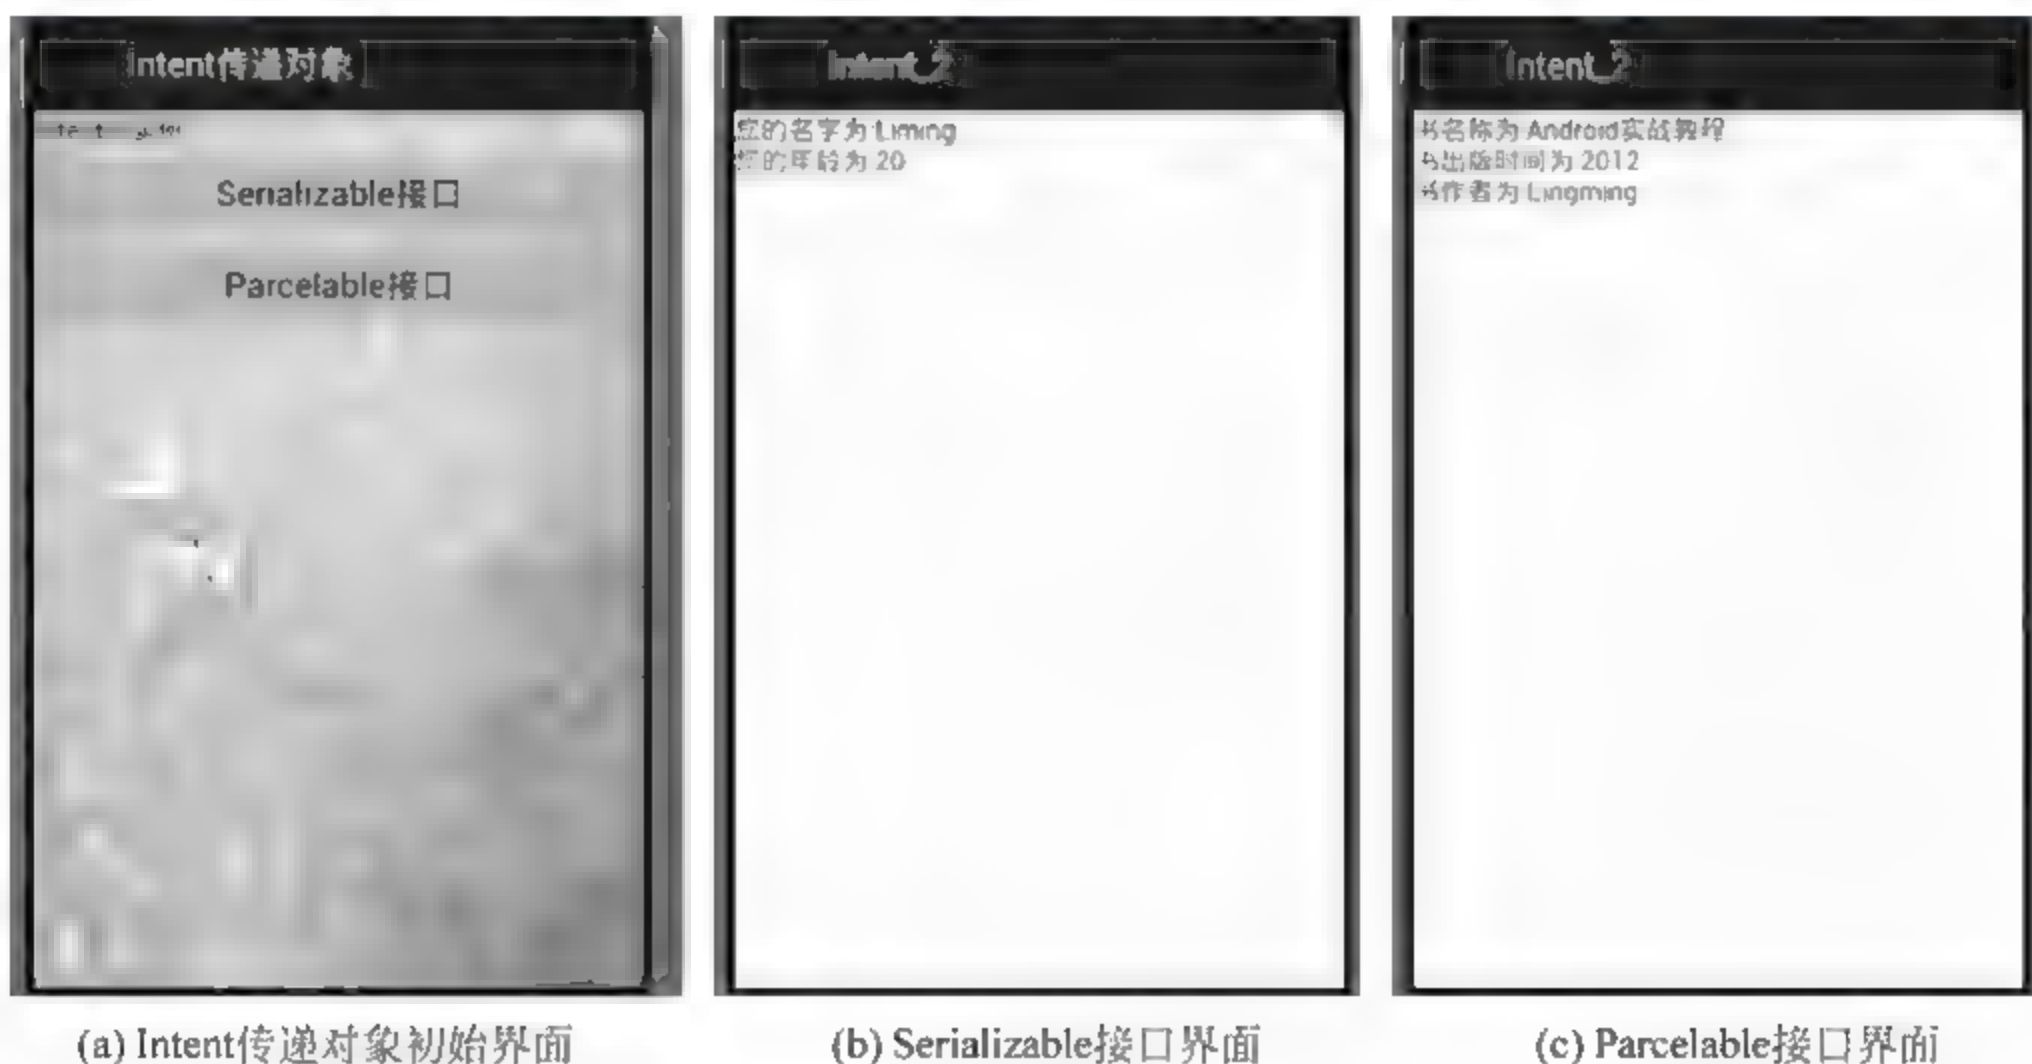 Intent传递对象
Serializable接口
Parcelable接口
(a) Intent传递对象初始界面
Intent_2
您的名字为 Liming
您的年龄为 20
(b) Serializable接口界面
Intent_2
书名称为 Android实战教程
书出版时间为 2012
书作者为 Lingming
(c) Parcelable接口界面